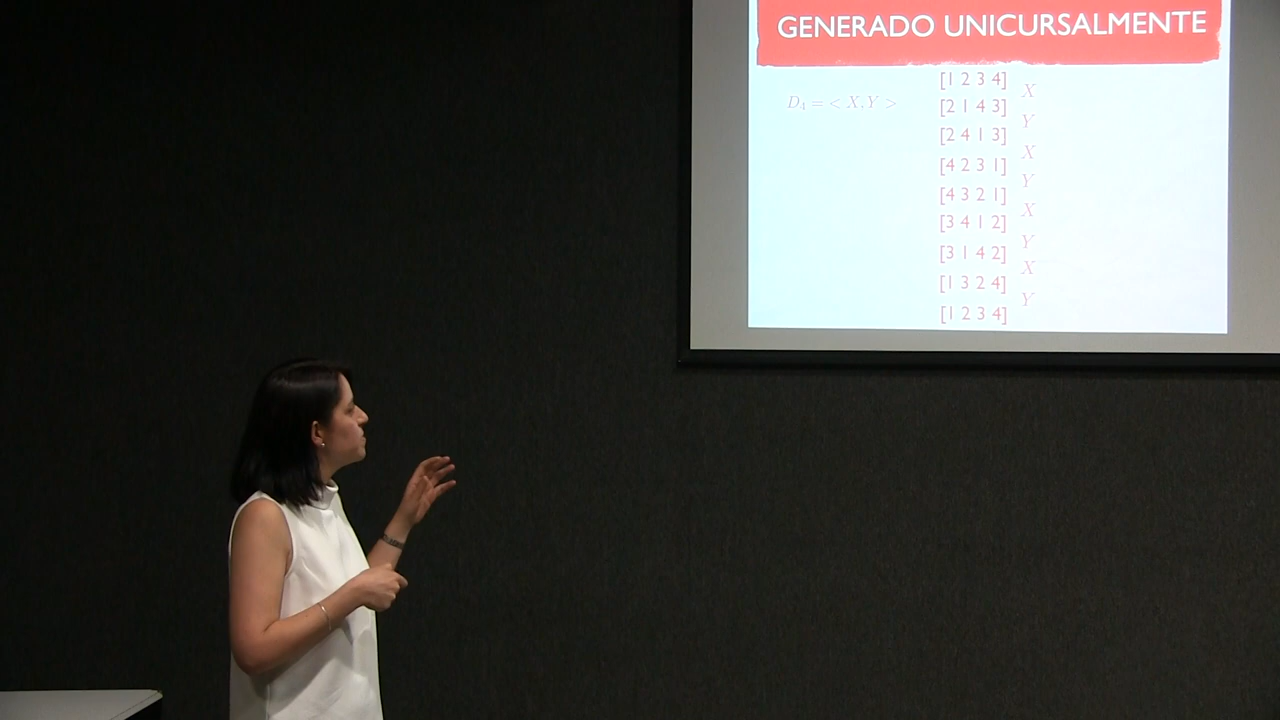 GENERADO UNICURSALMENTE
D₄ = < X, Y >
[1 2 3 4]
X
[2 1 4 3]
Y
[2 4 1 3]
X
[4 2 3 1]
Y
[4 3 2 1]
X
[3 4 1 2]
Y
[3 1 4 2]
X
[1 3 2 4]
Y
[1 2 3 4]